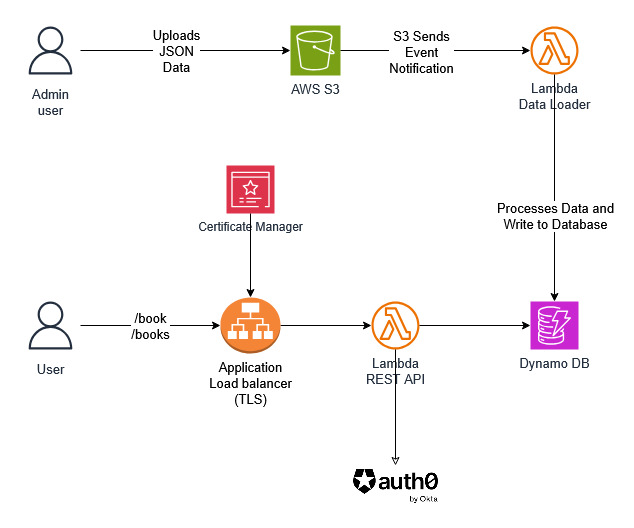 Uploads
JSON
Data
S3 Sends
Event
Notification
Admin
user
AWS S3
Lambda
Data Loader
Processes Data and
Write to Database
Certificate Manager
/book
/books
User
Application
Load balancer
(TLS)
Lambda
REST API
Dynamo DB
auth0
by Okta